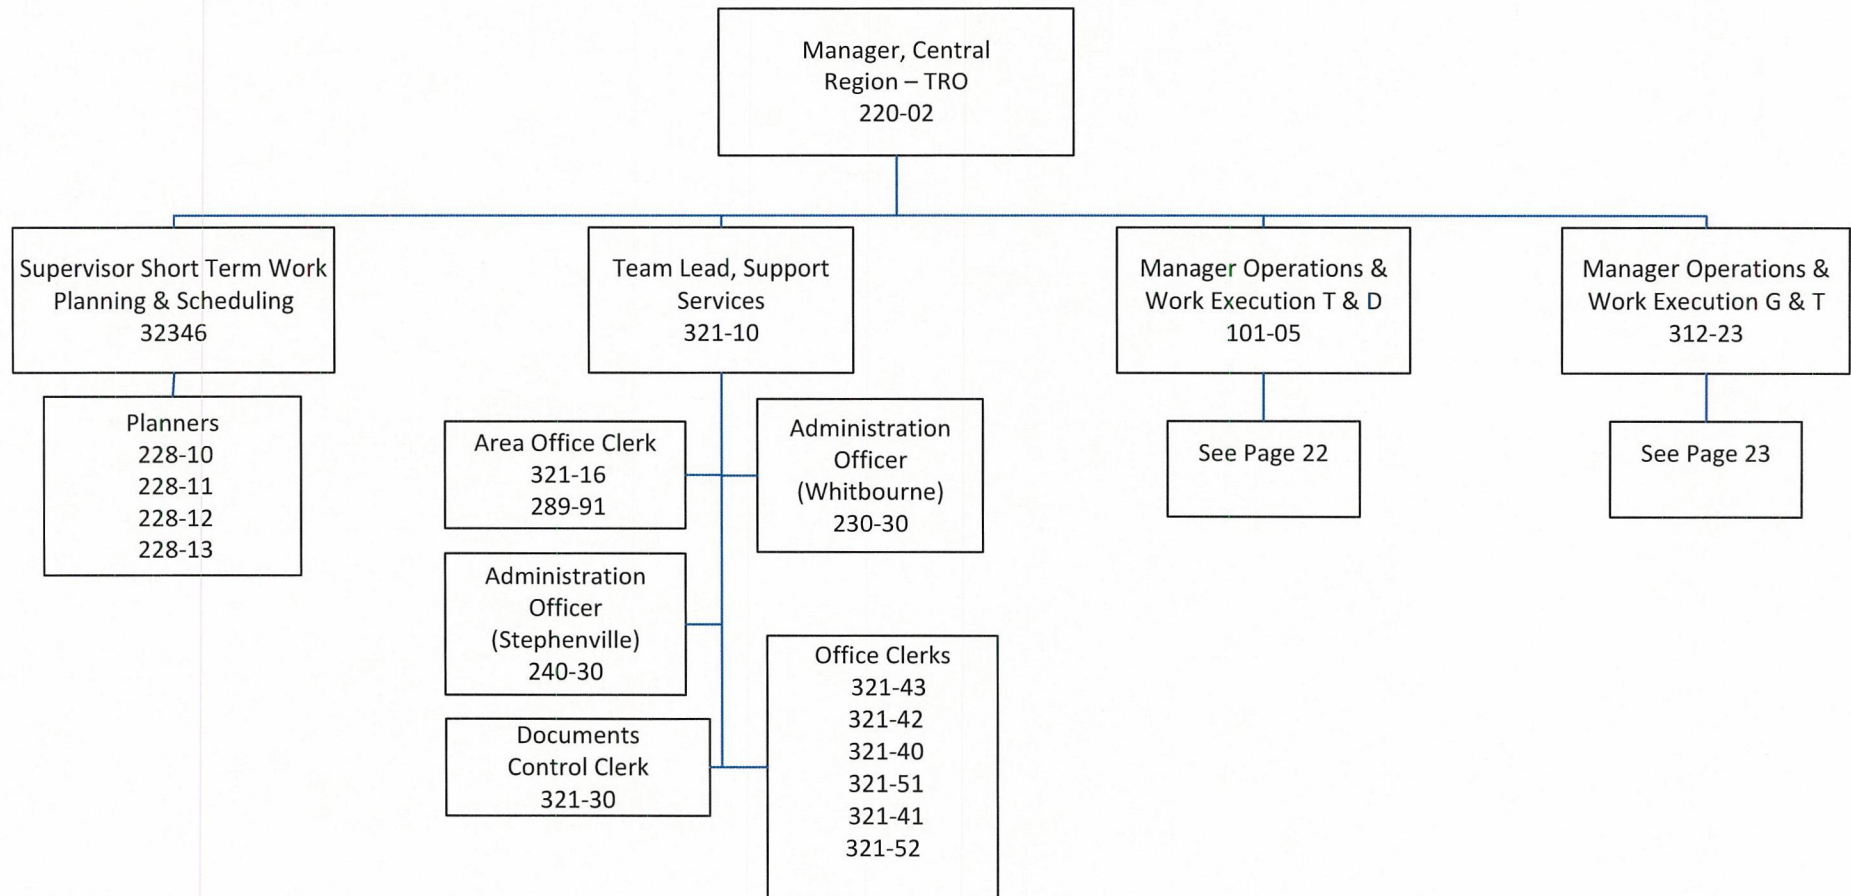 Manager, Central
Region – TRO
220-02
Supervisor Short Term Work
Planning & Scheduling
32346
Team Lead, Support
Services
321-10
Manager Operations &
Work Execution T & D
101-05
Manager Operations &
Work Execution G & T
312-23
Planners
228-10
228-11
228-12
228-13
Area Office Clerk
321-16
289-91
Administration
Officer
(Whitbourne)
230-30
Administration
Officer
(Stephenville)
240-30
Documents
Control Clerk
321-30
Office Clerks
321-43
321-42
321-40
321-51
321-41
321-52
See Page 22
See Page 23